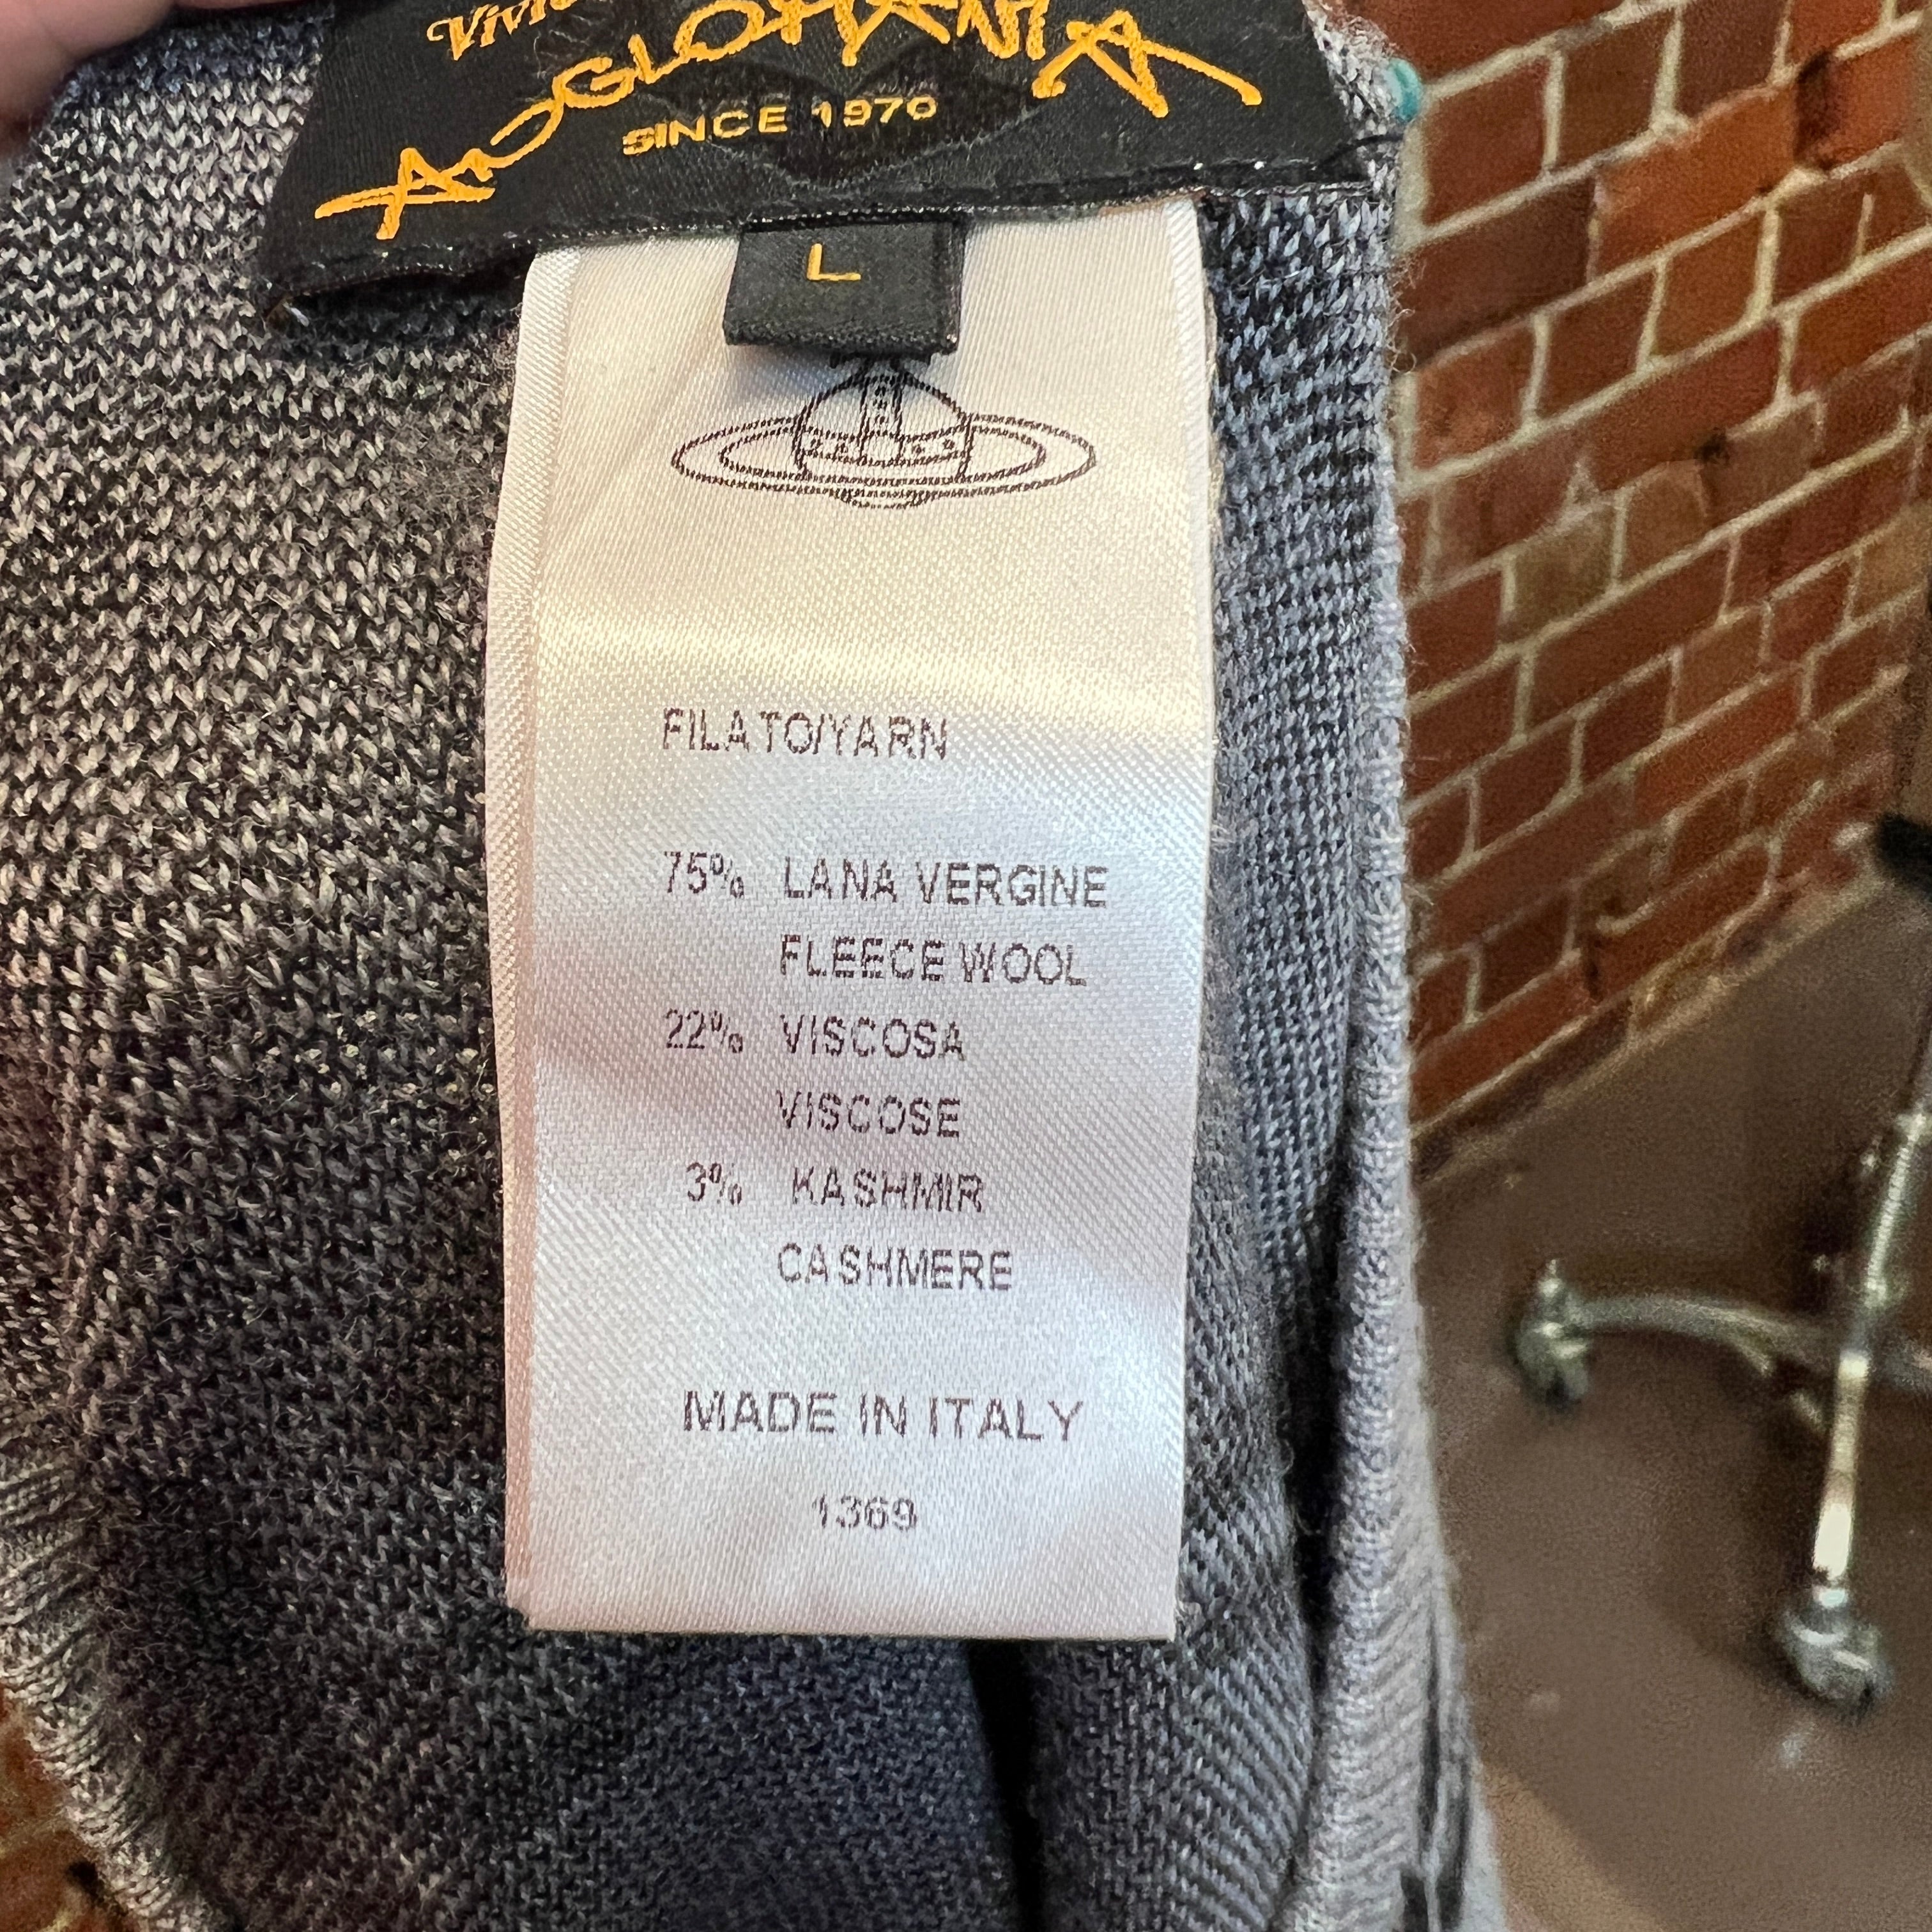 ANGLOMANIA
SINCE 1970
L
FILATO/YARN
75% LANA VERGINE
FLEECE WOOL
22% VISCOSA
VISCOSE
3% KASHMIR
CASHMERE
MADE IN ITALY
1369